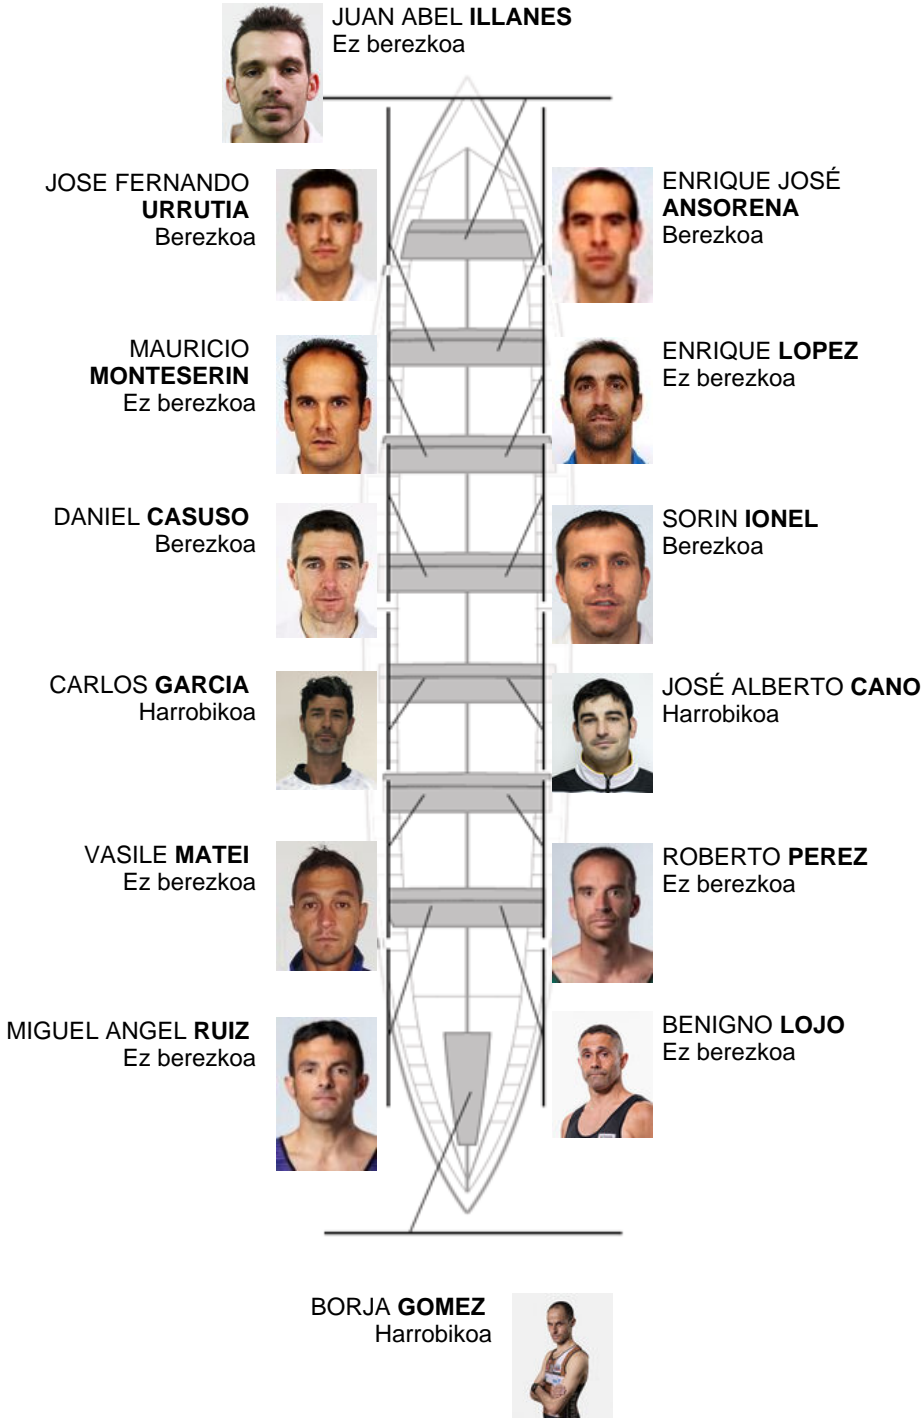 JUAN ABEL ILLANES
Ez berezkoa
JOSE FERNANDO
URRUTIA
Berezkoa
ENRIQUE JOSÉ
ANSORENA
Berezkoa
MAURICIO
MONTESERIN
Ez berezkoa
ENRIQUE LOPEZ
Ez berezkoa
DANIEL CASUSO
Berezkoa
SORIN IONEL
Berezkoa
CARLOS GARCIA
Harrobikoa
JOSÉ ALBERTO CANO
Harrobikoa
VASILE MATEI
Ez berezkoa
ROBERTO PEREZ
Ez berezkoa
MIGUEL ANGEL RUIZ
Ez berezkoa
BENIGNO LOJO
Ez berezkoa
BORJA GOMEZ
Harrobikoa